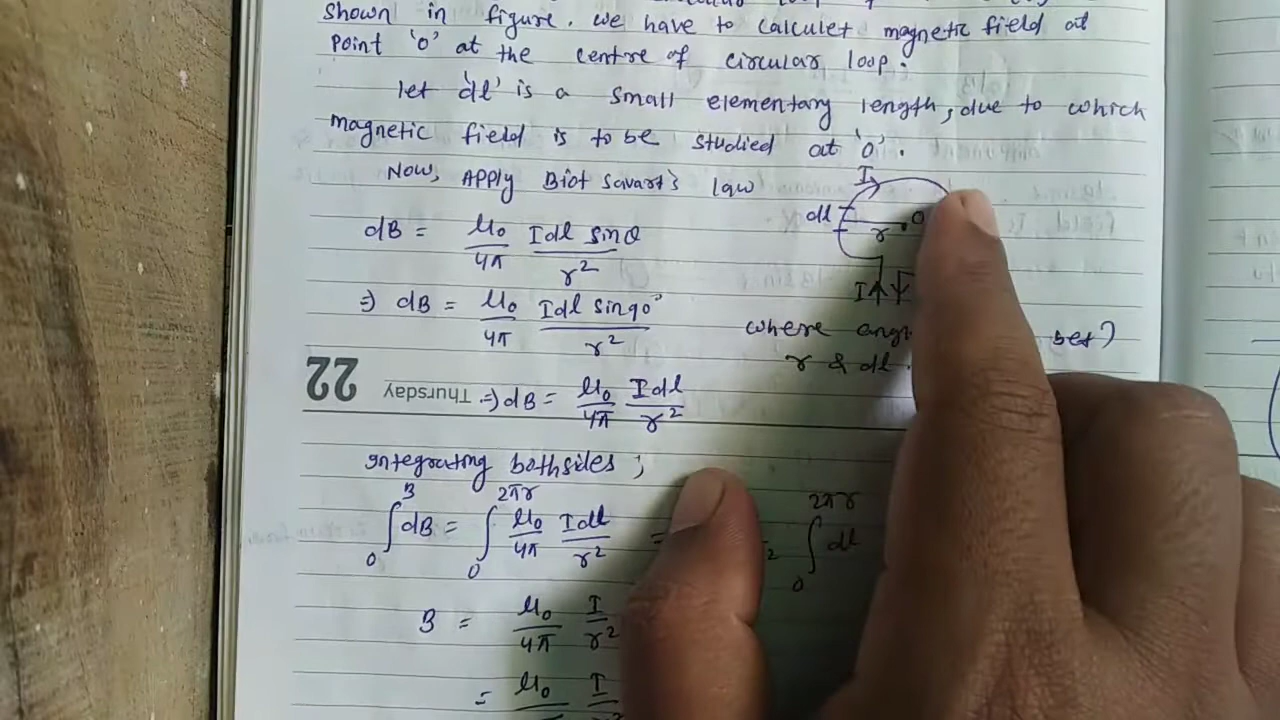 shown in figure. we have to calculet magnetic field at
point 'o' at the centre of circular loop.
let 'dl' is a small elementary length, due to which
magnetic field is to be studied at 'o'.
Now, APPly Biot savart's law
I
dl
r
O
I
dB = μ₀/4π Idl sinθ/r²
⇒ dB = μ₀/4π Idl sin90°/r²
where
r & dl.
22 Thursday
⇒ dB = μ₀/4π Idl/r²
Integrating bothsides ;
∫₀ᴮ dB = ∫₀^2πr μ₀/4π Idl/r² = ∫₀^2πr dl
B = μ₀/4π I/r²
= μ₀ I